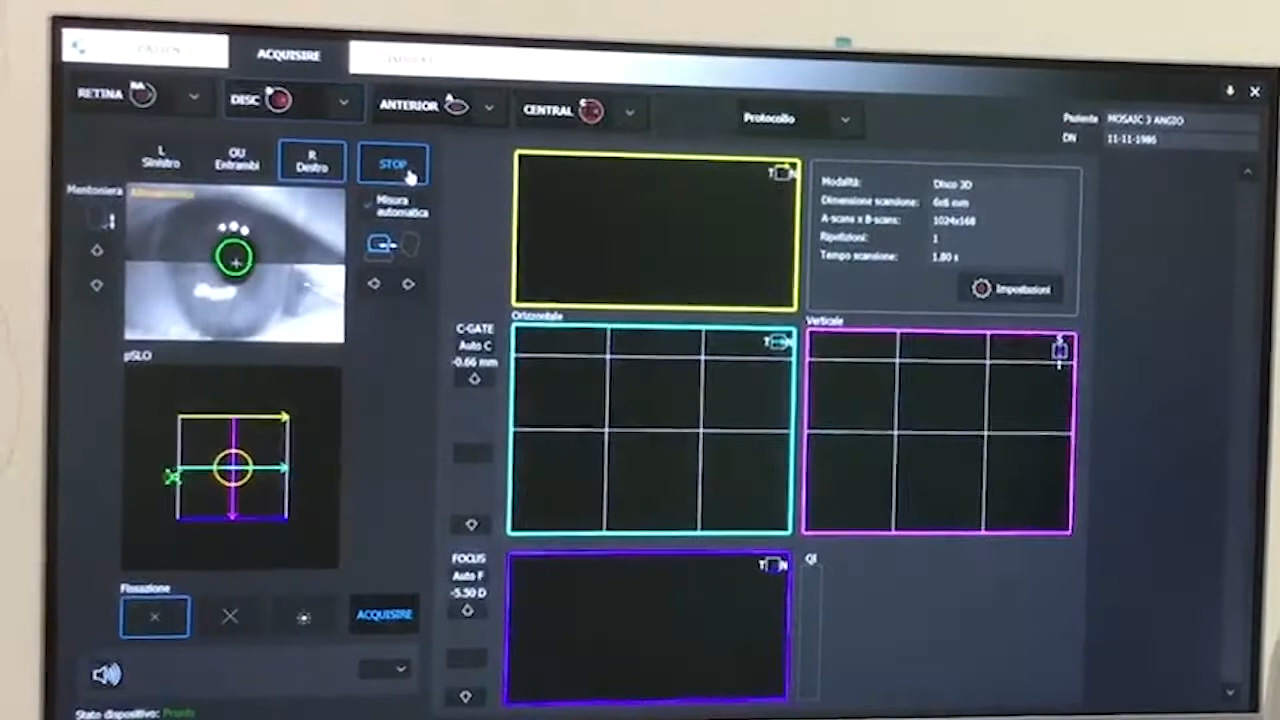 ACQUISIRE
RETINA
DISC
ANTERIOR
CENTRAL
Protocollo
Paziente MOSAIC 3 ANGIO
DN 11-11-1986
L
Sinistro
OU
Entrambi
R
Destro
STOP
Mentoniera
Misura
automatica
T N
Modalità: Disco 3D
Dimensione scansione: 6x6 mm
A-scans x B-scans: 1024x168
Ripetizioni: 1
Tempo scansione: 1.80 s
Impostazioni
Orizzontale
Verticale
C-GATE
Auto C
-0.66 mm
T N
S
I
pSLO
FOCUS
Auto F
-5.50 D
T N
QI
Fissazione
ACQUISIRE
Stato dispositivo: Pronto